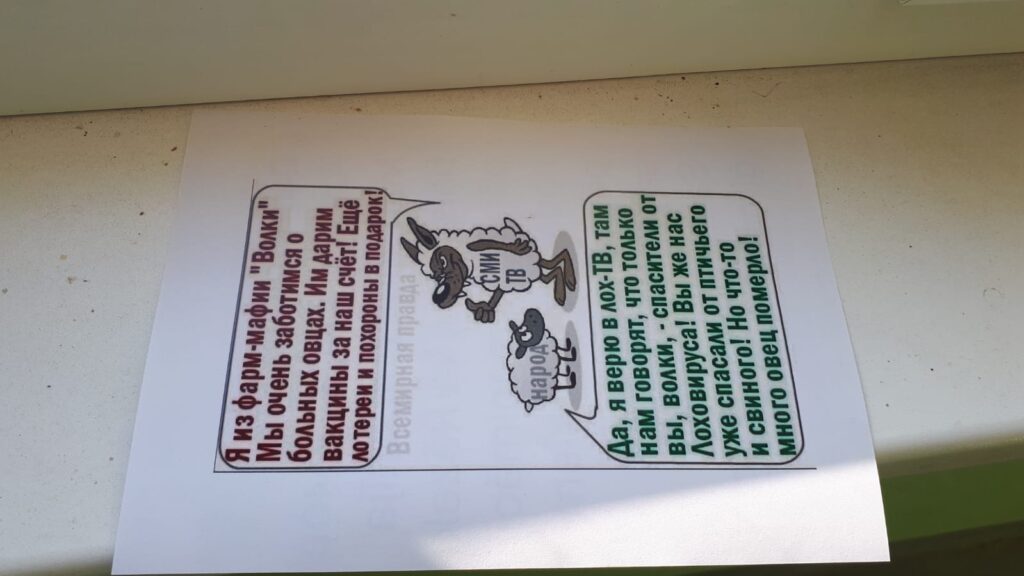 Я из фарм-мафии "Волки"
Мы очень заботимся о
больных овцах. Им дарим
вакцины за наш счёт! Ещё
лотереи и похороны в подарок!
Всемирная правда
СМИ
ТВ
народ
Да, я верю в лох-ТВ, там
нам говорят, что только
вы, волки, - спасители от
Лоховируса! Вы же нас
уже спасали от птичьего
и свиного! Но что-то
много овец померло!